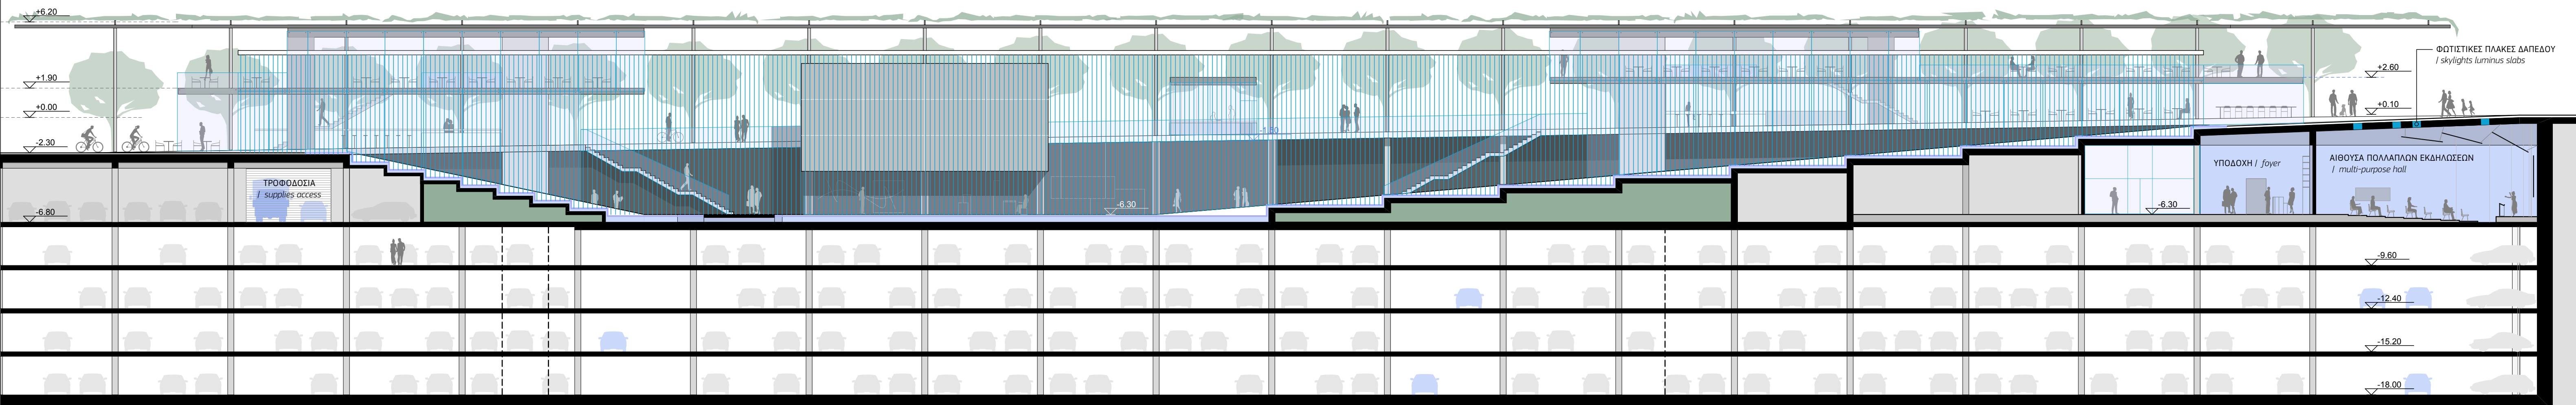 +6.20
+1.90
+0.00
-2.30
-6.80
ΤΡΟΦΟΔΟΣΙΑ
/ supplies access
-1.80
-6.30
ΦΩΤΙΣΤΙΚΕΣ ΠΛΑΚΕΣ ΔΑΠΕΔΟΥ
/ skylights luminus slabs
+2.60
+0.10
ΥΠΟΔΟΧΗ / foyer
ΑΙΘΟΥΣΑ ΠΟΛΛΑΠΛΩΝ ΕΚΔΗΛΩΣΕΩΝ
/ multi-purpose hall
-6.30
-9.60
-12.40
-15.20
-18.00